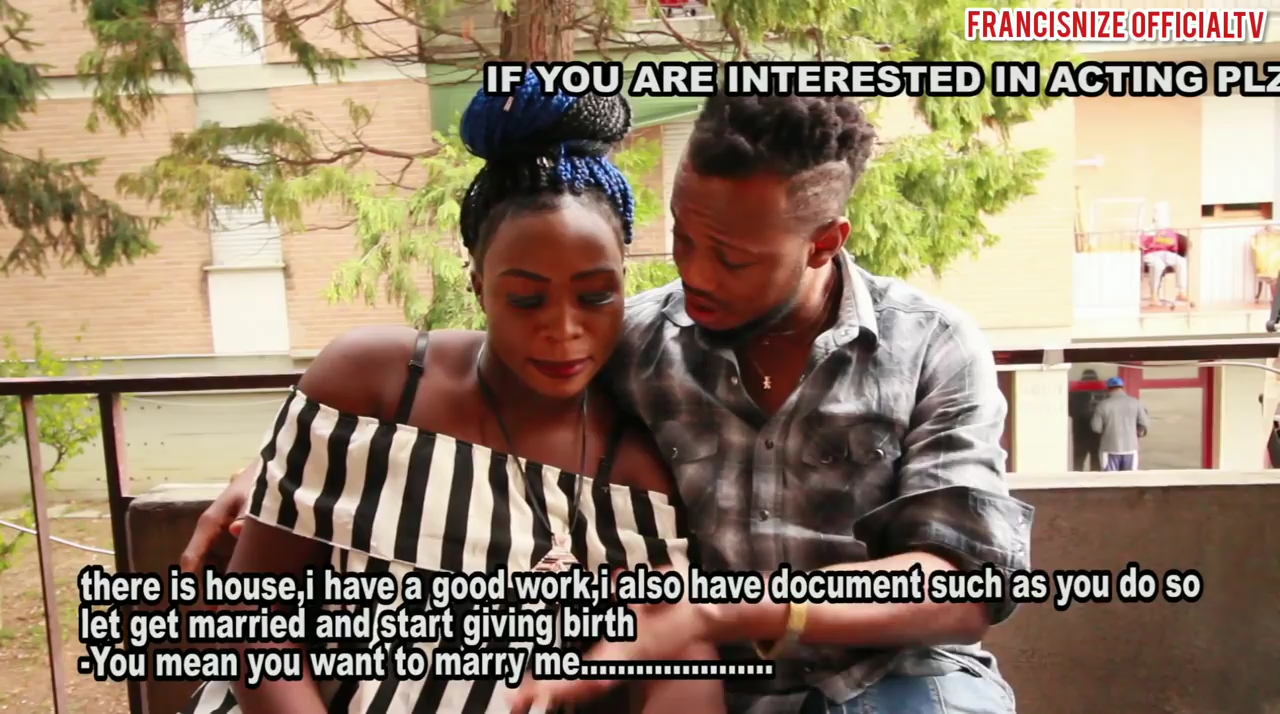 FRANCISNIZE OFFICIALTV
IF YOU ARE INTERESTED IN ACTING PLZ
there is house,i have a good work,i also have document such as you do so
let get married and start giving birth
-You mean you want to marry me.....................